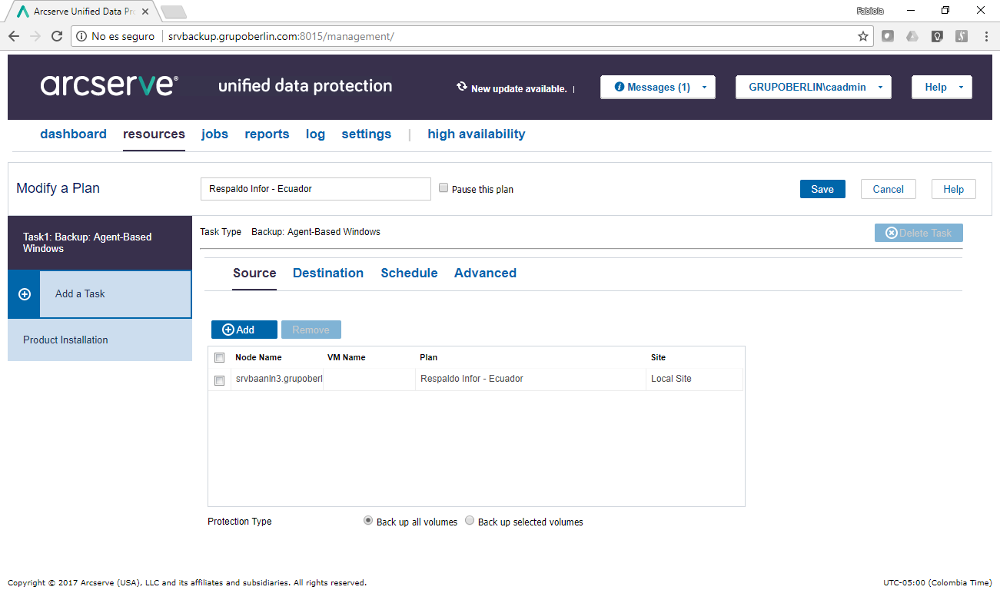 Arcserve Unified Data Pro
Fabiola
No es seguro srvbackup.grupoberlin.com:8015/management/
arcserve® unified data protection New update available. | Messages (1) GRUPOBERLIN\caadmin Help
dashboard resources jobs reports log settings | high availability
Modify a Plan Respaldo Infor - Ecuador Pause this plan Save Cancel Help
Task1: Backup: Agent-Based
Windows
Add a Task
Product Installation
Task Type Backup: Agent-Based Windows Delete Task
Source Destination Schedule Advanced
Add Remove
Node Name VM Name Plan Site
srvbaanln3.grupoberl Respaldo Infor - Ecuador Local Site
Protection Type Back up all volumes Back up selected volumes
Copyright © 2017 Arcserve (USA), LLC and its affiliates and subsidiaries. All rights reserved. UTC-05:00 (Colombia Time)